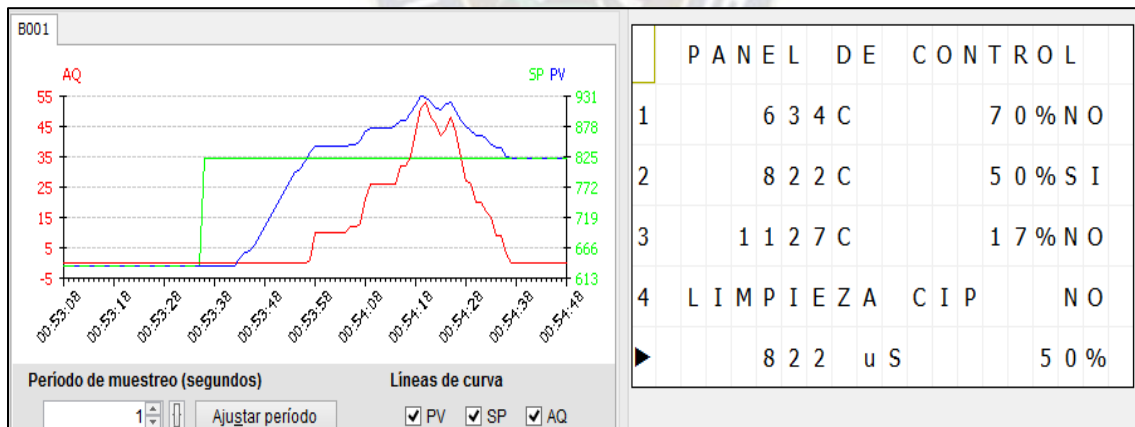 B001
AQ
SP PV
55
45
35
25
15
5
-5
931
878
825
772
719
666
613
00:53:08 00:53:18 00:53:28 00:53:38 00:53:48 00:53:58 00:54:08 00:54:18 00:54:28 00:54:38 00:54:48
Período de muestreo (segundos)
Líneas de curva
1 Ajustar período
PV SP AQ
PANEL DE CONTROL
1 634C 70%NO
2 822C 50%SI
3 1127C 17%NO
4 LIMPIEZA CIP NO
822 uS 50%